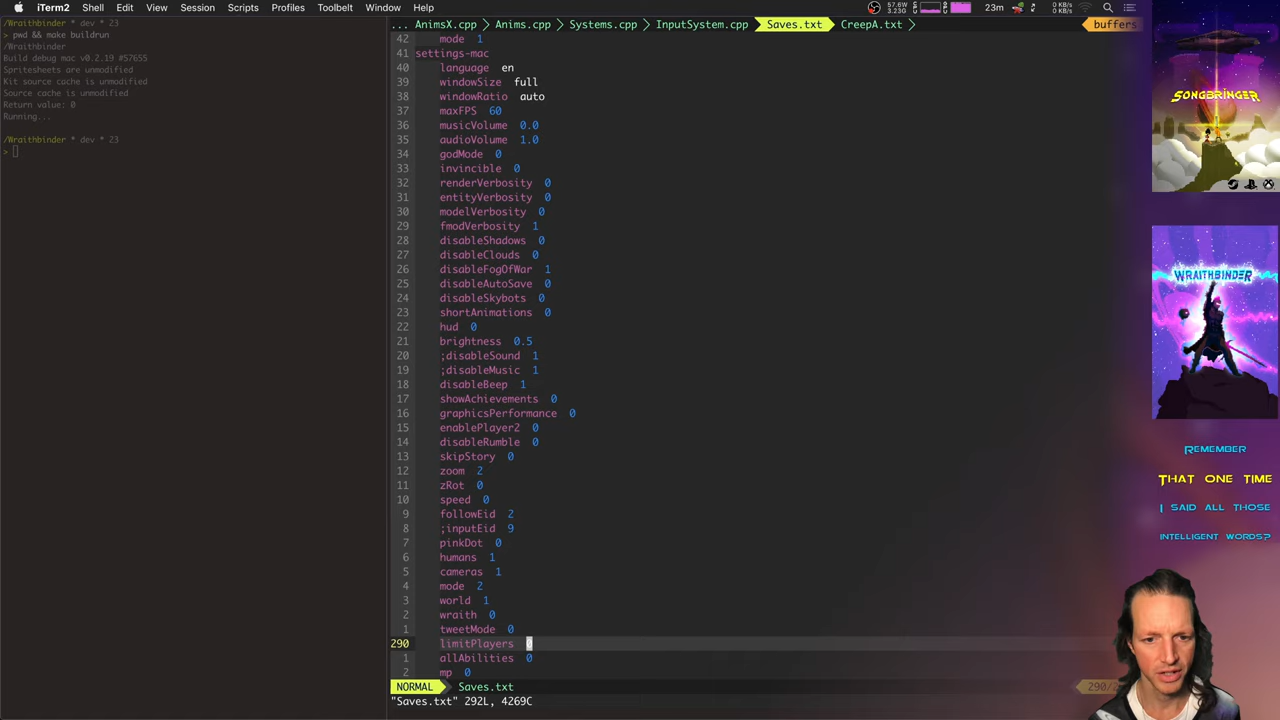 iTerm2 Shell Edit View Session Scripts Profiles Toolbelt Window Help 57.6W 3.23G 23m 0 KB/s 0 KB/s
/Wraithbinder * dev * 23
> pwd && make buildrun
/Wraithbinder
Build debug mac v0.2.19 #57655
Spritesheets are unmodified
Kit source cache is unmodified
Source cache is unmodified
Return value: 0
Running...
/Wraithbinder * dev * 23
>
... AnimsX.cpp > Anims.cpp > Systems.cpp > InputSystem.cpp Saves.txt CreepA.txt > buffers
42 mode 1
41 settings-mac
40 language en
39 windowSize full
38 windowRatio auto
37 maxFPS 60
36 musicVolume 0.0
35 audioVolume 1.0
34 godMode 0
33 invincible 0
32 renderVerbosity 0
31 entityVerbosity 0
30 modelVerbosity 0
29 fmodVerbosity 1
28 disableShadows 0
27 disableClouds 0
26 disableFogOfWar 1
25 disableAutoSave 0
24 disableSkybots 0
23 shortAnimations 0
22 hud 0
21 brightness 0.5
20 ;disableSound 1
19 ;disableMusic 1
18 disableBeep 1
17 showAchievements 0
16 graphicsPerformance 0
15 enablePlayer2 0
14 disableRumble 0
13 skipStory 0
12 zoom 2
11 zRot 0
10 speed 0
9 followEid 2
8 ;inputEid 9
7 pinkDot 0
6 humans 1
5 cameras 1
4 mode 2
3 world 1
2 wraith 0
1 tweetMode 0
290 limitPlayers 0
1 allAbilities 0
2 mp 0
NORMAL Saves.txt
"Saves.txt" 292L, 4269C
SONGBRINGER
WRAITHBINDER
REMEMBER
THAT ONE TIME
I SAID ALL THOSE
INTELLIGENT WORDS?